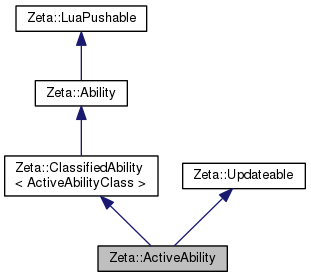 Zeta::LuaPushable
Zeta::Ability
Zeta::ClassifiedAbility
< ActiveAbilityClass >
Zeta::Updateable
Zeta::ActiveAbility